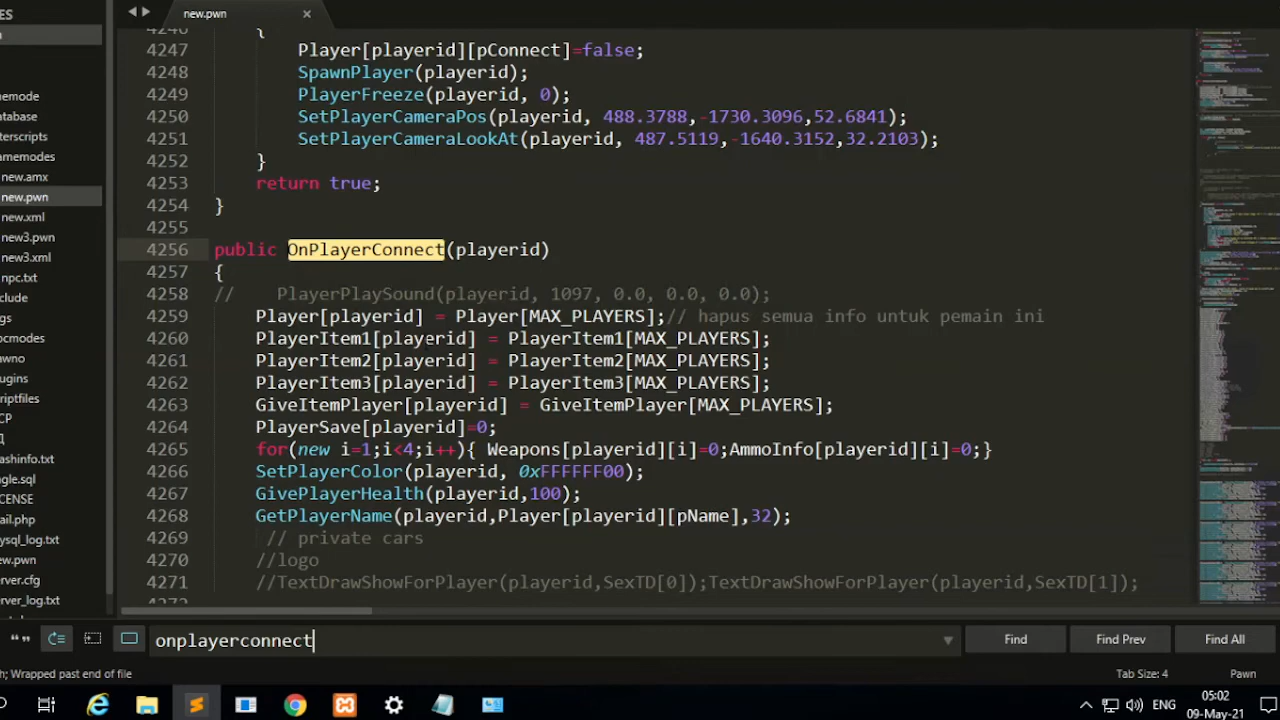 ES
new.pwn
×
4246 {
4247 Player[playerid][pConnect]=false;
4248 SpawnPlayer(playerid);
4249 PlayerFreeze(playerid, 0);
4250 SetPlayerCameraPos(playerid, 488.3788,-1730.3096,52.6841);
4251 SetPlayerCameraLookAt(playerid, 487.5119,-1640.3152,32.2103);
4252 }
4253 return true;
4254 }
4255
4256 public OnPlayerConnect(playerid)
4257 {
4258 // PlayerPlaySound(playerid, 1097, 0.0, 0.0, 0.0);
4259 Player[playerid] = Player[MAX_PLAYERS];// hapus semua info untuk pemain ini
4260 PlayerItem1[playerid] = PlayerItem1[MAX_PLAYERS];
4261 PlayerItem2[playerid] = PlayerItem2[MAX_PLAYERS];
4262 PlayerItem3[playerid] = PlayerItem3[MAX_PLAYERS];
4263 GiveItemPlayer[playerid] = GiveItemPlayer[MAX_PLAYERS];
4264 PlayerSave[playerid]=0;
4265 for(new i=1;i<4;i++){ Weapons[playerid][i]=0;AmmoInfo[playerid][i]=0;}
4266 SetPlayerColor(playerid, 0xFFFFFF00);
4267 GivePlayerHealth(playerid,100);
4268 GetPlayerName(playerid,Player[playerid][pName],32);
4269 // private cars
4270 //logo
4271 //TextDrawShowForPlayer(playerid,SexTD[0]);TextDrawShowForPlayer(playerid,SexTD[1]);
amemode
atabase
terscripts
amemodes
new.amx
new.pwn
new.xml
new3.pwn
new3.xml
npc.txt
clude
gs
pcmodes
awno
ugins
riptfiles
CP
Д
ashinfo.txt
gle.sql
CENSE
ail.php
ysql_log.txt
ew.pwn
erver.cfg
erver_log.txt
onplayerconnect
Find
Find Prev
Find All
h; Wrapped past end of file
Tab Size: 4
Pawn
ENG
05:02
09-May-21